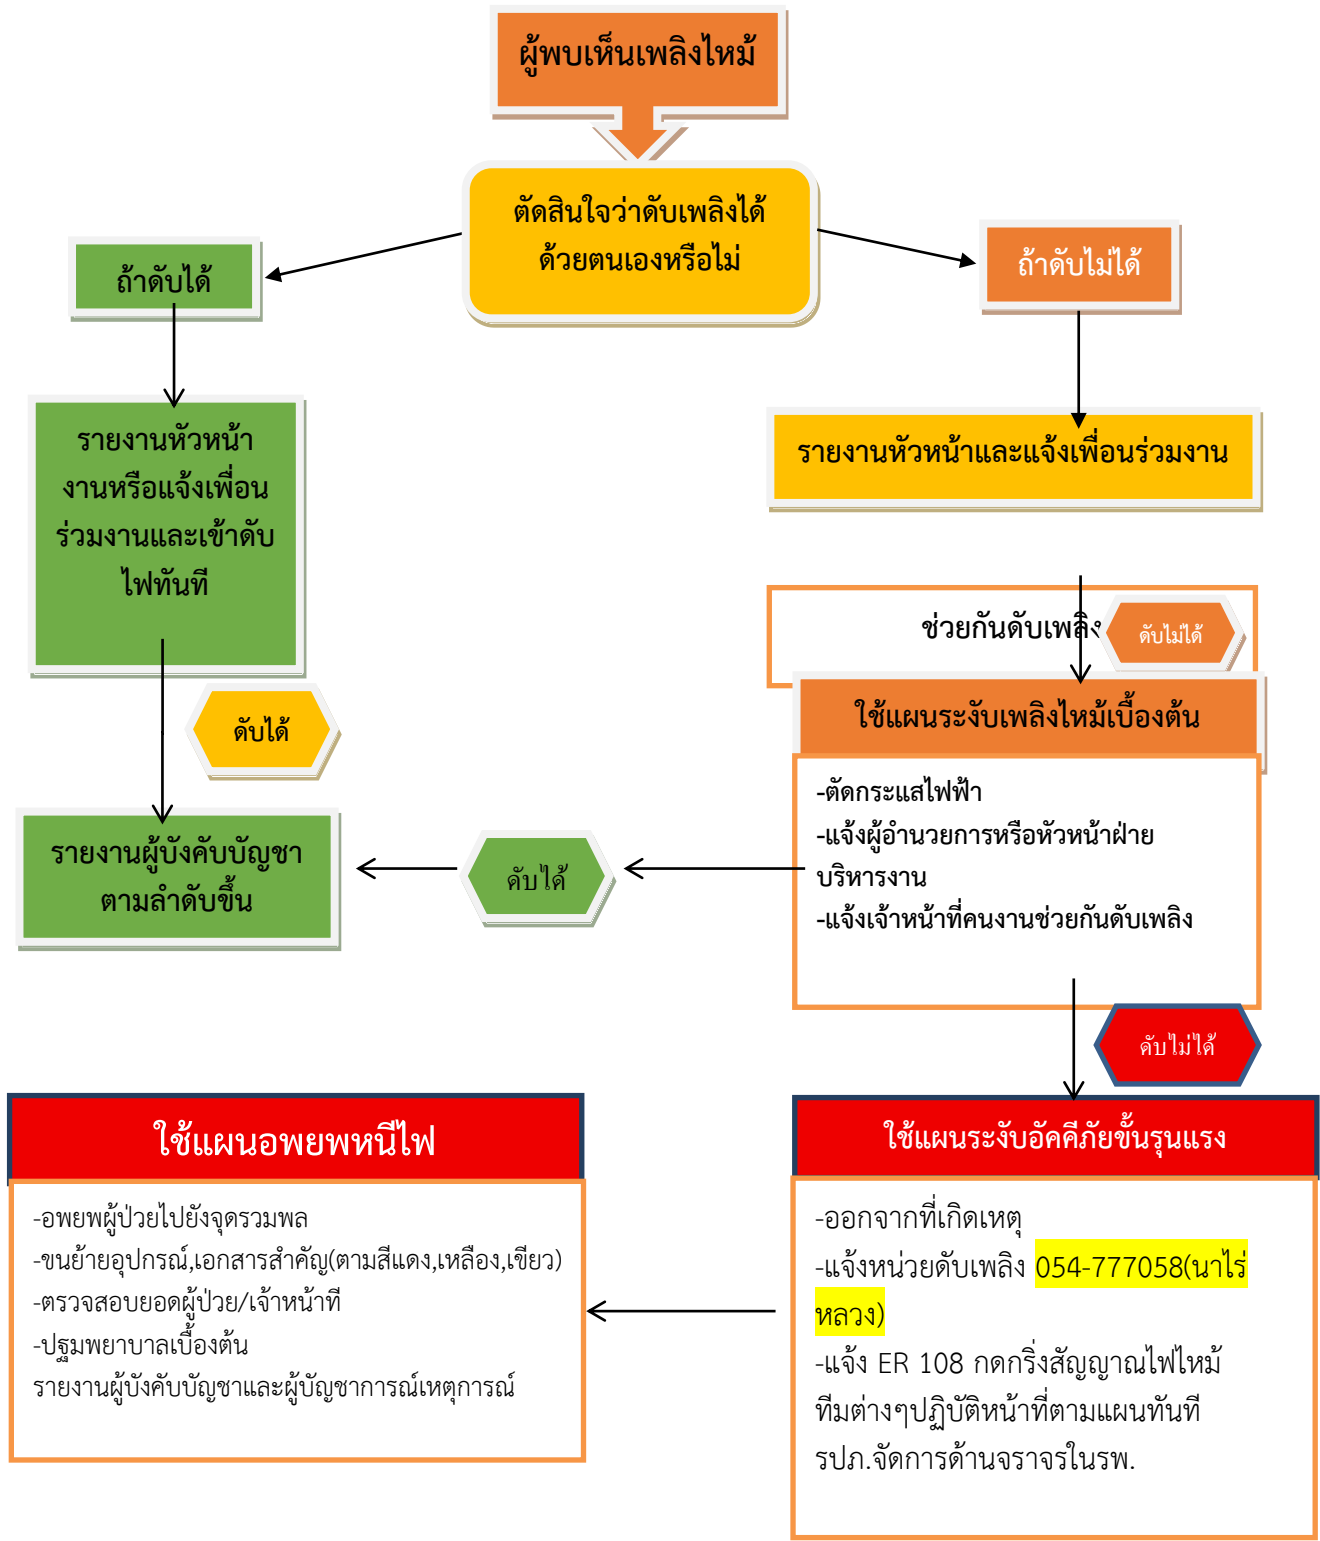 ผู้พบเห็นเพลิงไหม้
ตัดสินใจว่าดับเพลิงได้
ด้วยตนเองหรือไม่
ถ้าดับได้
ถ้าดับไม่ได้
รายงานหัวหน้า
งานหรือแจ้งเพื่อน
ร่วมงานและเข้าดับ
ไฟทันที
รายงานหัวหน้าและแจ้งเพื่อนร่วมงาน
ช่วยกันดับเพลิง
ดับไม่ได้
ดับได้
ใช้แผนระงับเพลิงไหม้เบื้องต้น
-ตัดกระแสไฟฟ้า
-แจ้งผู้อำนวยการหรือหัวหน้าฝ่าย
บริหารงาน
-แจ้งเจ้าหน้าที่คนงานช่วยกันดับเพลิง
รายงานผู้บังคับบัญชา
ตามลำดับขึ้น
ดับได้
ดับไม่ได้
ใช้แผนอพยพหนีไฟ
-อพยพผู้ป่วยไปยังจุดรวมพล
-ขนย้ายอุปกรณ์,เอกสารสำคัญ(ตามสีแดง,เหลือง,เขียว)
-ตรวจสอบยอดผู้ป่วย/เจ้าหน้าที่
-ปฐมพยาบาลเบื้องต้น
รายงานผู้บังคับบัญชาและผู้บัญชาการณ์เหตุการณ์
ใช้แผนระงับอัคคีภัยขั้นรุนแรง
-ออกจากที่เกิดเหตุ
-แจ้งหน่วยดับเพลิง 054-777058(นาไร่
หลวง)
-แจ้ง ER 108 กดกริ่งสัญญาณไฟไหม้
ทีมต่างๆปฏิบัติหน้าที่ตามแผนทันที
รปภ.จัดการด้านจราจรในรพ.